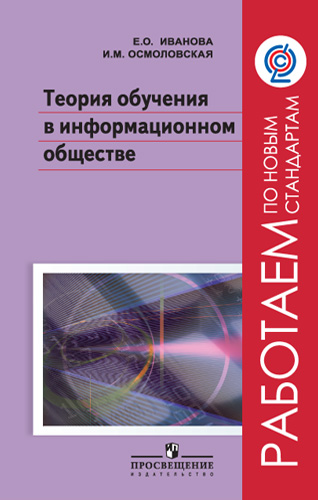 Е.О. ИВАНОВА
И.М. ОСМОЛОВСКАЯ
Теория обучения
в информационном
обществе
РАБОТАЕМ
ПО НОВЫМ
СТАНДАРТАМ
ПРОСВЕЩЕНИЕ
ИЗДАТЕЛЬСТВО